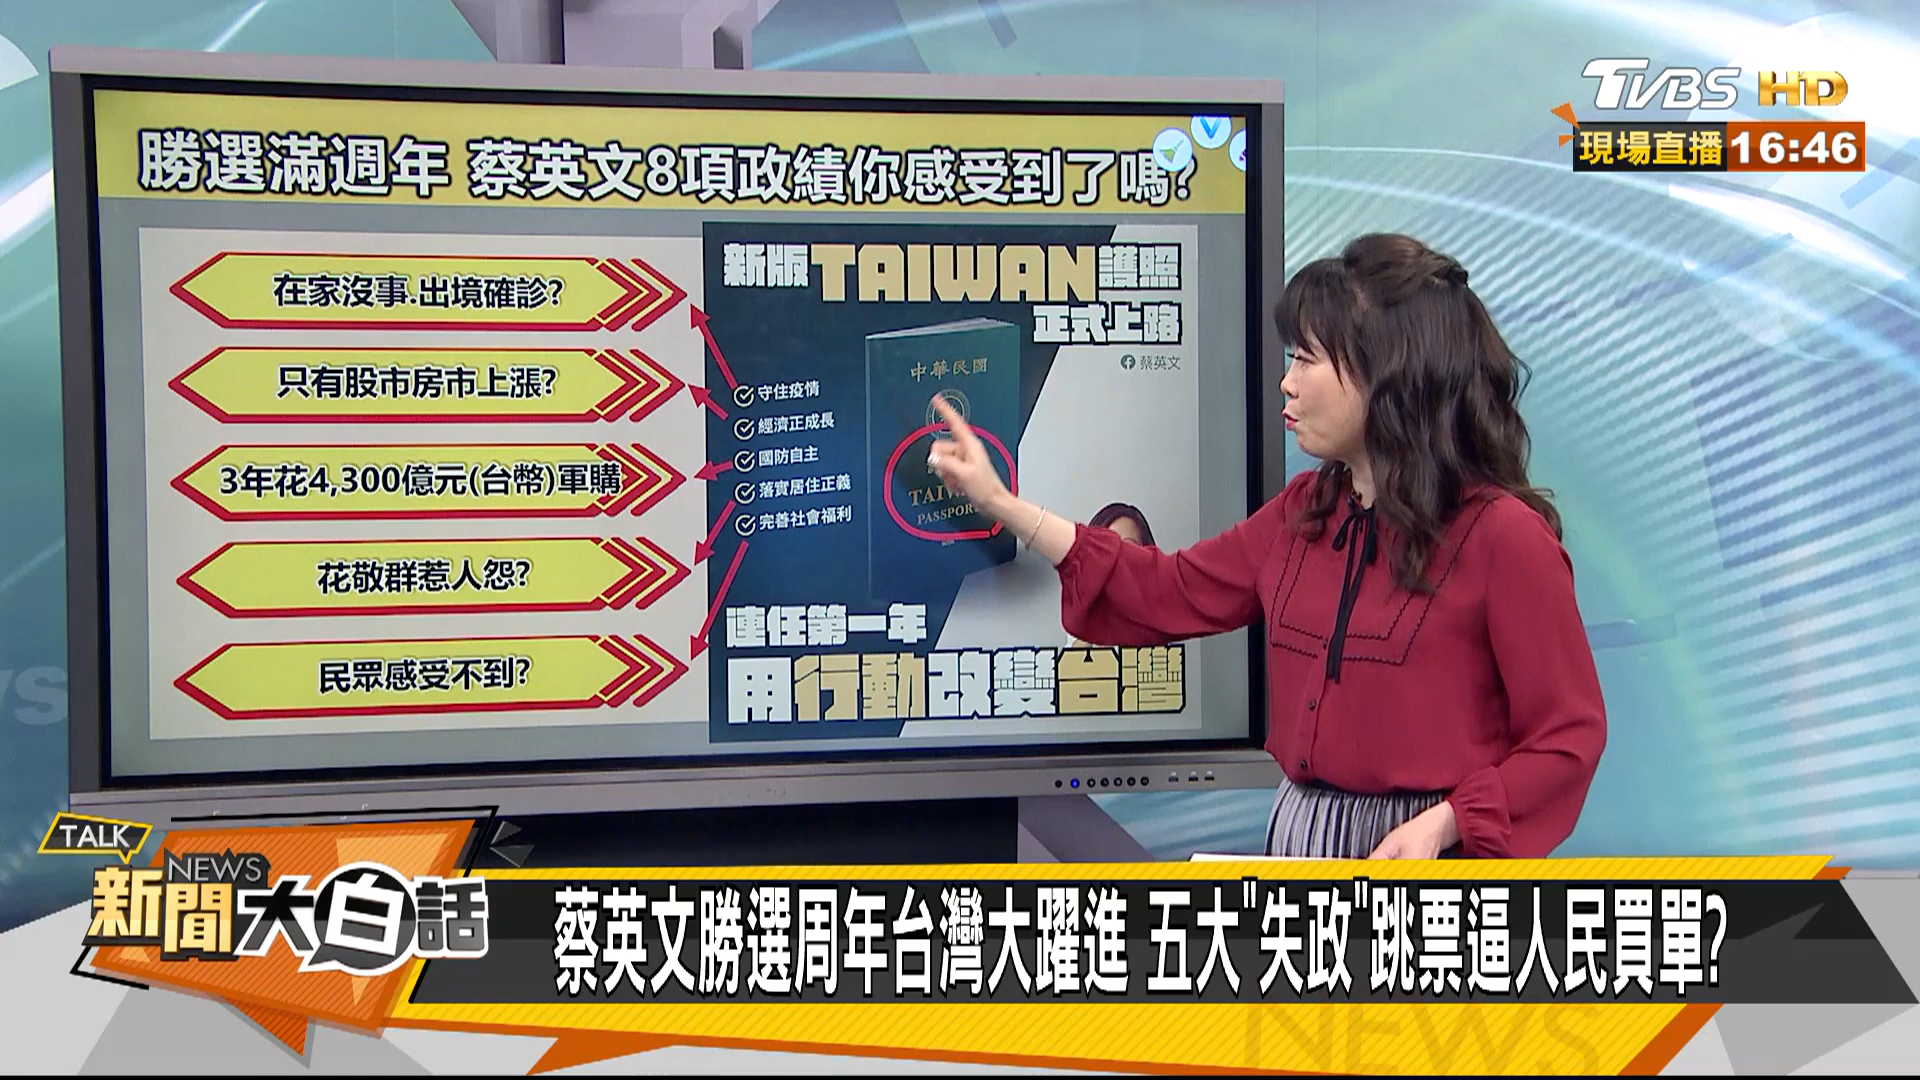 TVBS HD
現場直播 16:46
勝選滿週年 蔡英文8項政績你感受到了嗎?
在家沒事.出境確診?
只有股市房市上漲?
3年花4,300億元(台幣)軍購
花敬群惹人怨?
民眾感受不到?
新版TAIWAN護照
正式上路
蔡英文
中華民國
TAIWAN
PASSPORT
守住疫情
經濟正成長
國防自主
落實居住正義
完善社會福利
連任第一年
用行動改變台灣
TALK
NEWS
新聞大白話
蔡英文勝選周年台灣大躍進 五大"失政"跳票逼人民買單?
NEWS